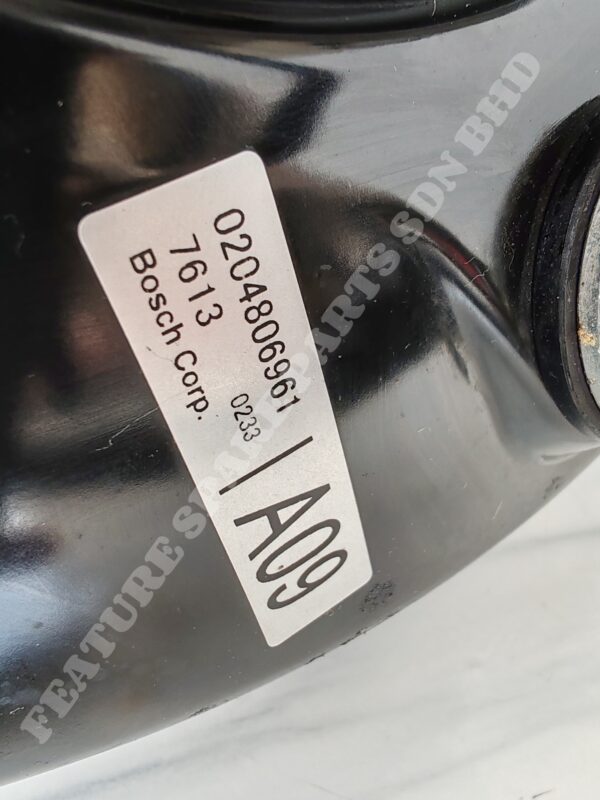 0204806961
7613 0233
Bosch Corp.
A09
FEATURE SPARE PARTS SDN BHD